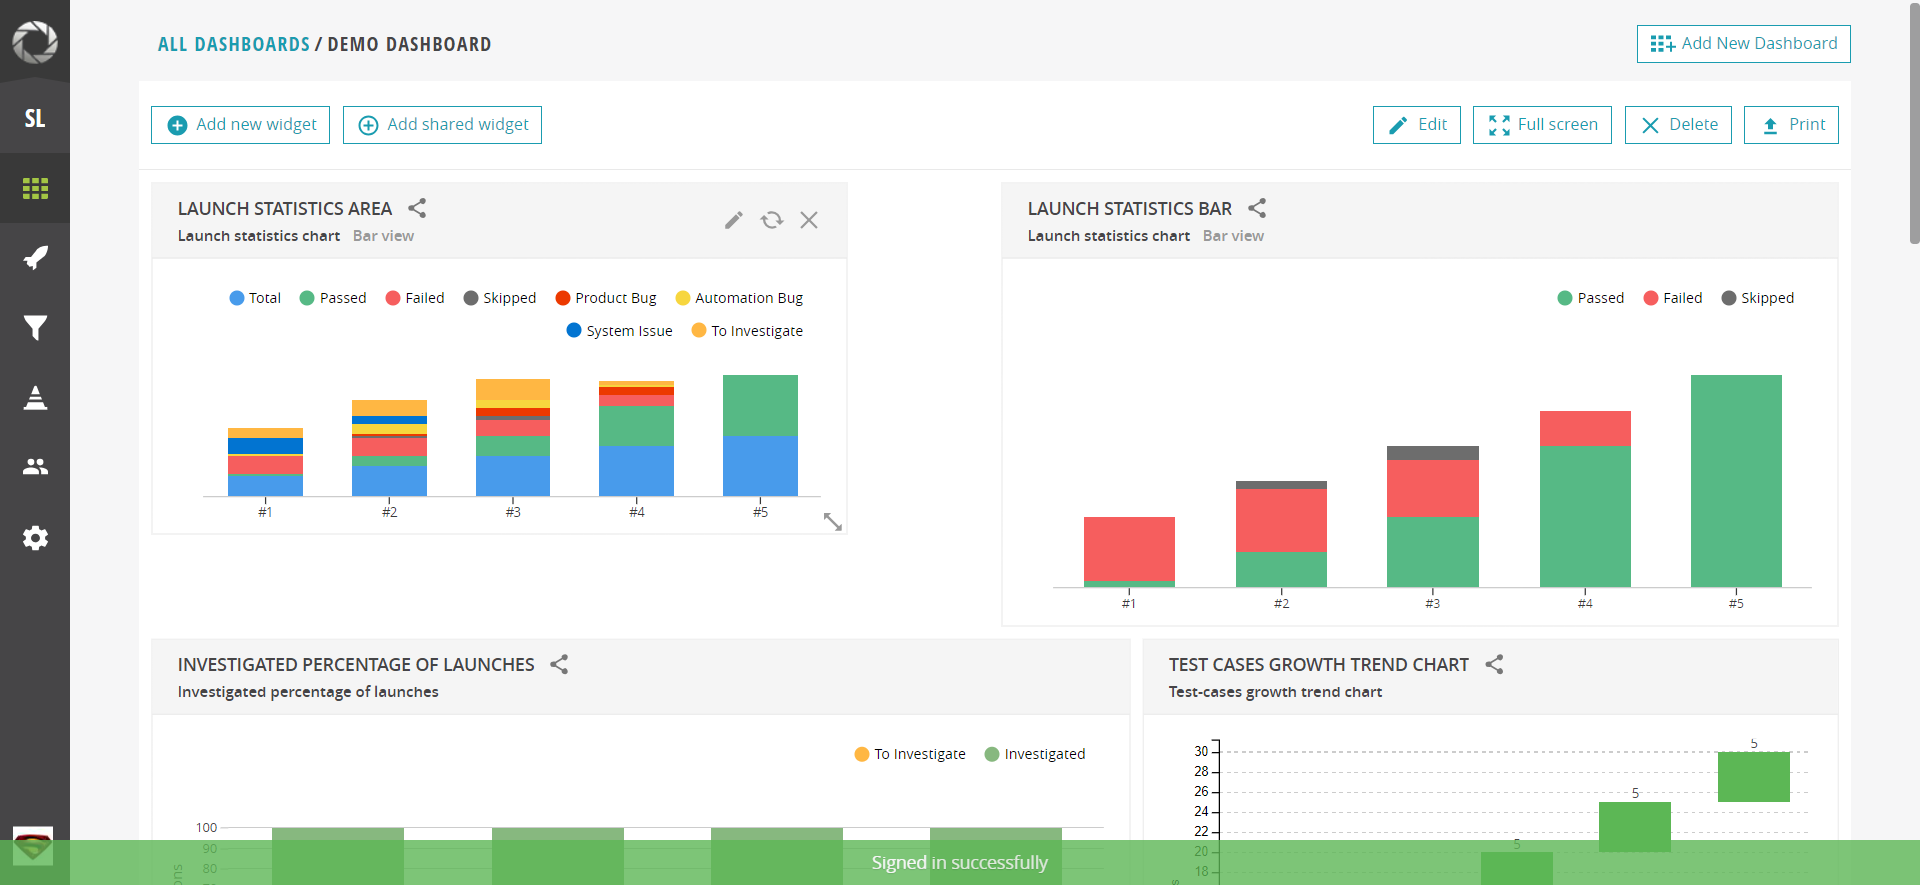 ALL DASHBOARDS / DEMO DASHBOARD
Add New Dashboard
SL
Add new widget
Add shared widget
Edit
Full screen
Delete
Print
LAUNCH STATISTICS AREA
Launch statistics chart Bar view
Total Passed Failed Skipped Product Bug Automation Bug
System Issue To Investigate
#1 #2 #3 #4 #5
LAUNCH STATISTICS BAR
Launch statistics chart Bar view
Passed Failed Skipped
#1 #2 #3 #4 #5
INVESTIGATED PERCENTAGE OF LAUNCHES
Investigated percentage of launches
To Investigate Investigated
100
90
80
TEST CASES GROWTH TREND CHART
Test-cases growth trend chart
5
30
28
26
5
24
22
5
20
18
Signed in successfully